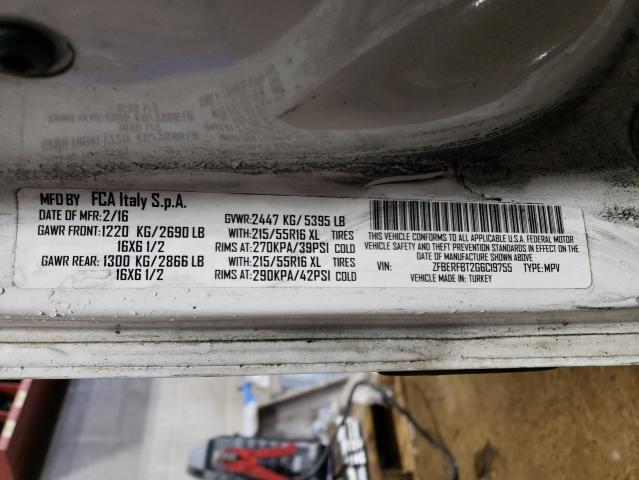 MFD BY FCA Italy S.p.A.
DATE OF MFR: 2/16 GVWR: 2447 KG/ 5395 LB
GAWR FRONT: 1220 KG/2690 LB WITH: 215/55R16 XL TIRES
16X6 1/2 RIMS AT: 270KPA/39PSI COLD
GAWR REAR: 1300 KG/2866 LB WITH: 215/55R16 XL TIRES
16X6 1/2 RIMS AT: 290KPA/42PSI COLD
THIS VEHICLE CONFORMS TO ALL APPLICABLE U.S.A. FEDERAL MOTOR
VEHICLE SAFETY AND THEFT PREVENTION STANDARDS IN EFFECT ON THE
DATE OF MANUFACTURE SHOWN ABOVE
VIN: ZFBERFBT2G6C19755 TYPE: MPV
VEHICLE MADE IN: TURKEY